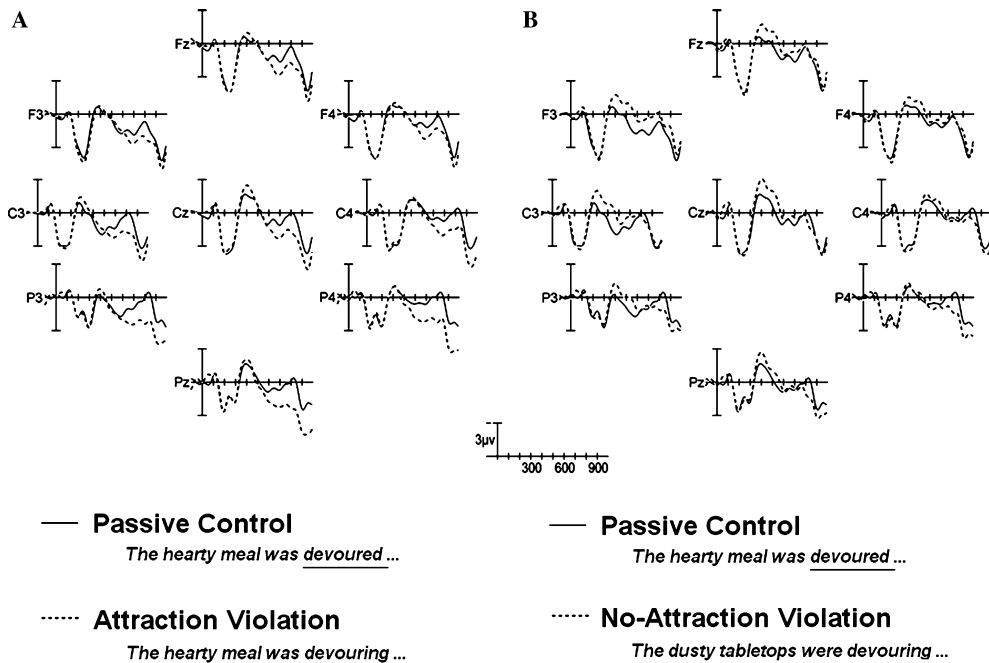 A
B
Fz
Fz
F3
F4
F3
F4
C3
Cz
C4
C3
Cz
C4
P3
P4
P3
P4
Pz
Pz
3µv
300 600 900
Passive Control
The hearty meal was devoured ...
Attraction Violation
The hearty meal was devouring ...
Passive Control
The hearty meal was devoured ...
No-Attraction Violation
The dusty tabletops were devouring ...